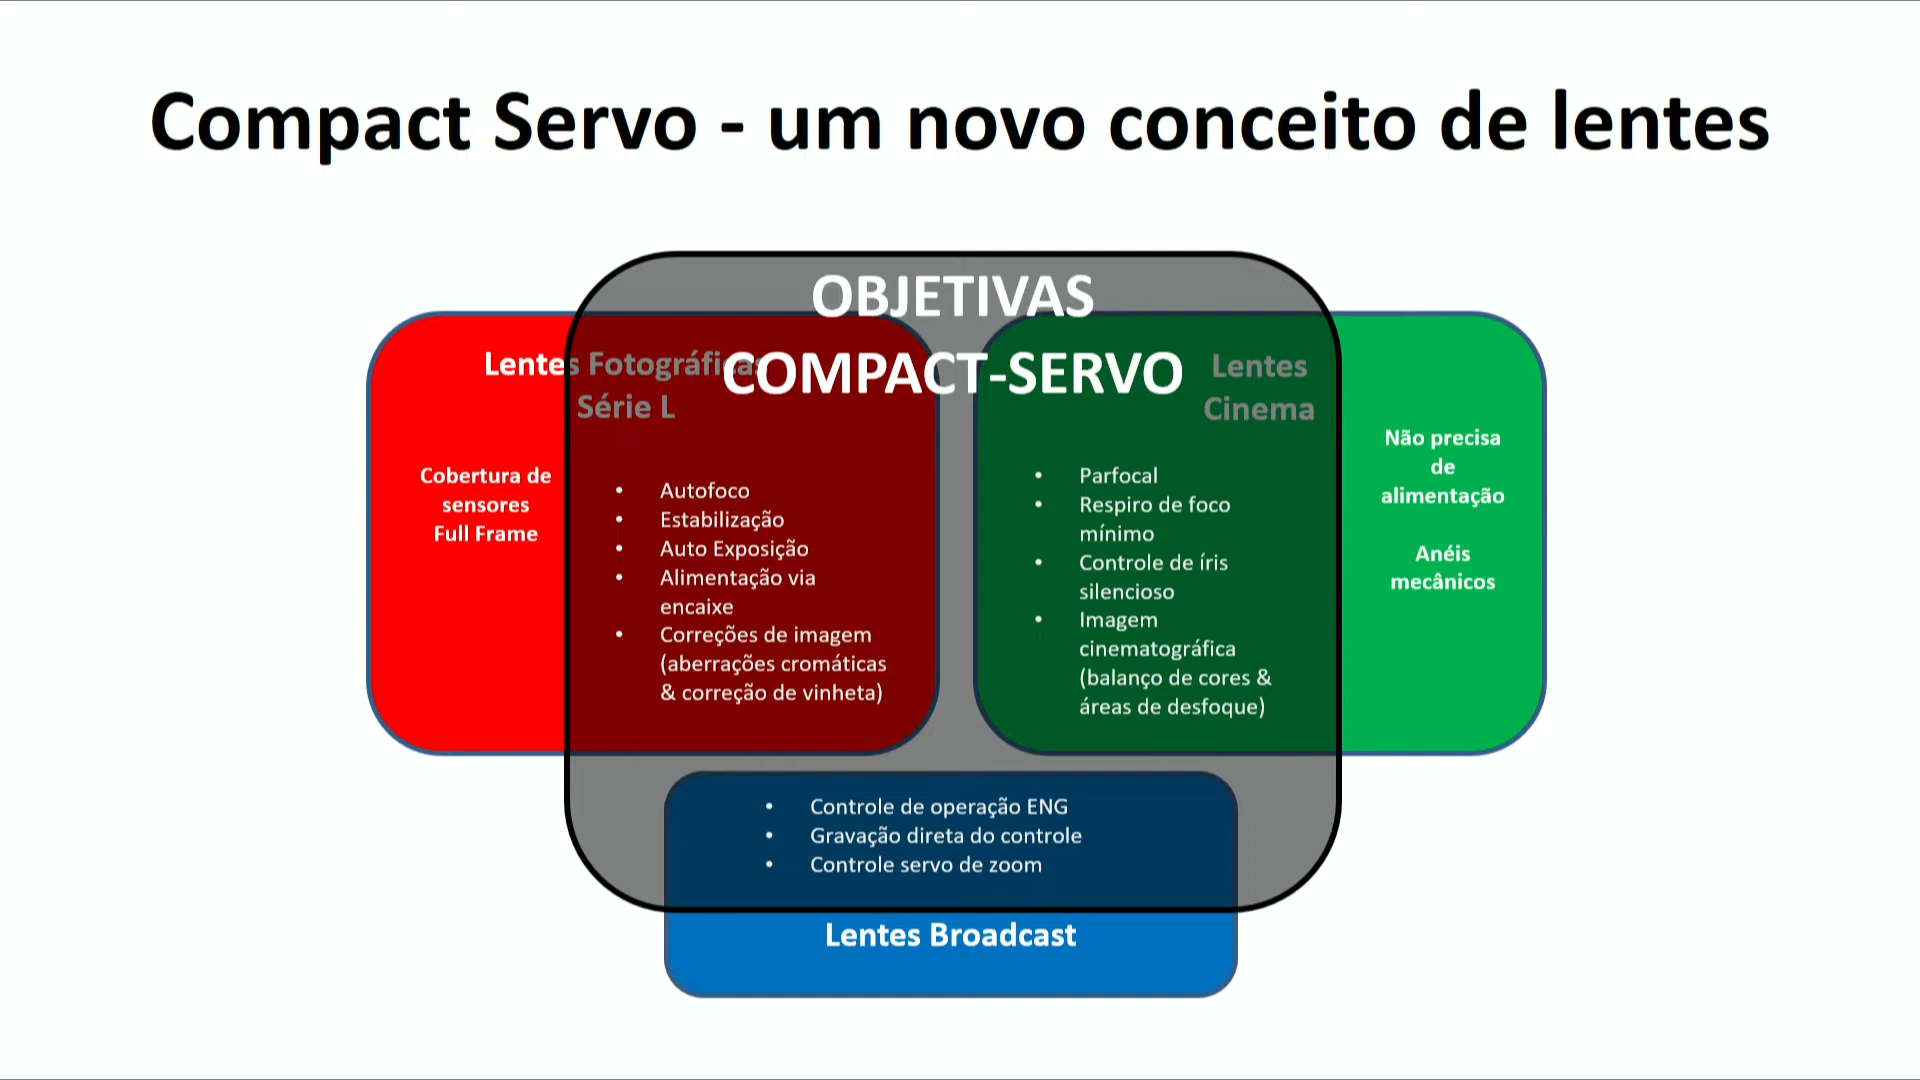 Compact Servo - um novo conceito de lentes
OBJETIVAS
COMPACT-SERVO
Lentes Fotográficas
Série L
Cobertura de
sensores
Full Frame
• Autofoco
• Estabilização
• Auto Exposição
• Alimentação via
encaixe
• Correções de imagem
(aberrações cromáticas
& correção de vinheta)
Lentes
Cinema
• Parfocal
• Respiro de foco
mínimo
• Controle de íris
silencioso
• Imagem
cinematográfica
(balanço de cores &
áreas de desfoque)
Não precisa
de
alimentação
Anéis
mecânicos
• Controle de operação ENG
• Gravação direta do controle
• Controle servo de zoom
Lentes Broadcast